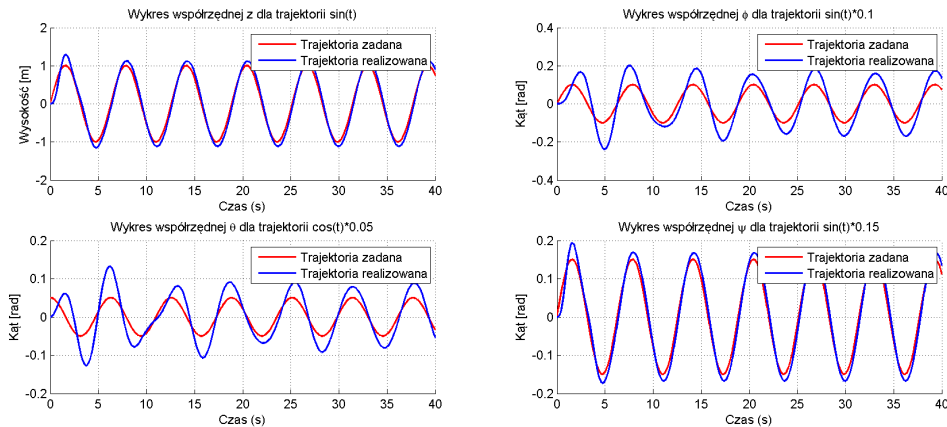 Wykres współrzędnej z dla trajektorii sin(t)
Wysokość [m]
2
1
0
-1
-2
Trajektoria zadana
Trajektoria realizowana
0 5 10 15 20 25 30 35 40
Czas (s)
Wykres współrzędnej ϕ dla trajektorii sin(t)*0.1
Kąt [rad]
0.4
0.2
0
-0.2
-0.4
Trajektoria zadana
Trajektoria realizowana
0 5 10 15 20 25 30 35 40
Czas (s)
Wykres współrzędnej θ dla trajektorii cos(t)*0.05
Kąt [rad]
0.2
0.1
0
-0.1
-0.2
Trajektoria zadana
Trajektoria realizowana
0 5 10 15 20 25 30 35 40
Czas (s)
Wykres współrzędnej ψ dla trajektorii sin(t)*0.15
Kąt [rad]
0.2
0.1
0
-0.1
-0.2
Trajektoria zadana
Trajektoria realizowana
0 5 10 15 20 25 30 35 40
Czas (s)